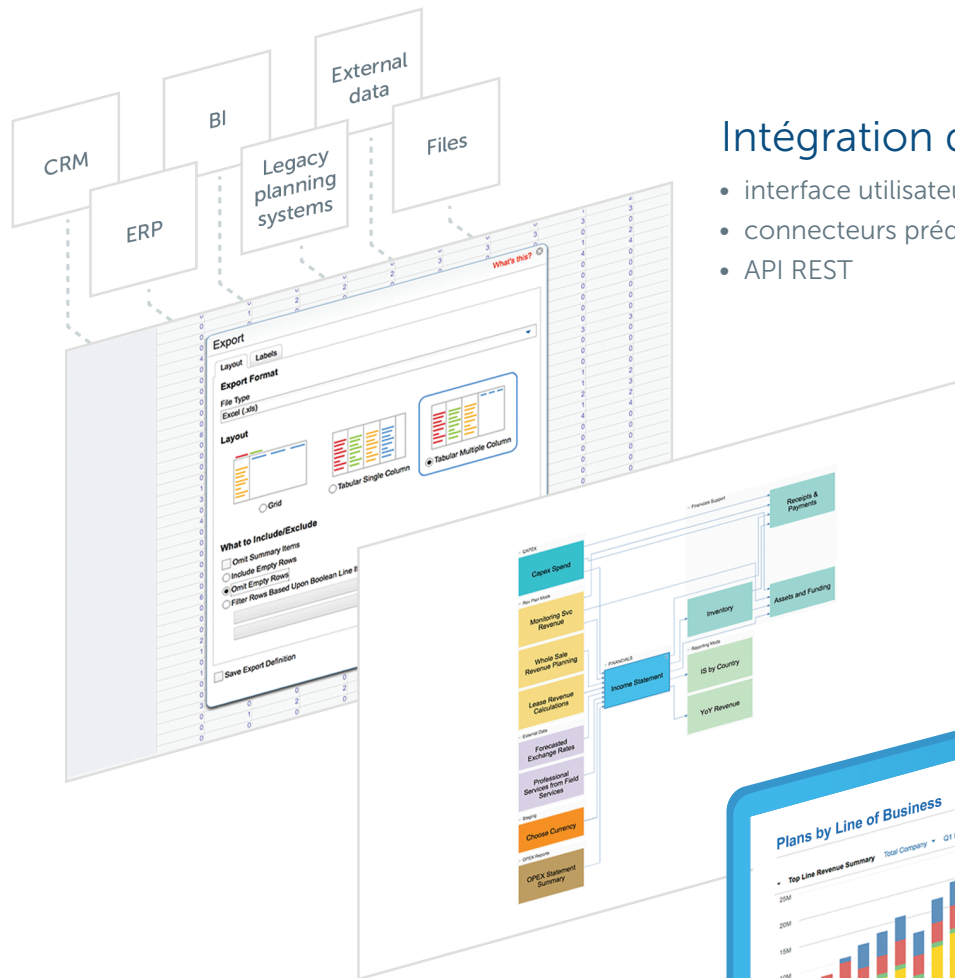 External
data
BI
CRM
Files
Legacy
planning
systems
ERP
Intégration
interface
connecteurs
API REST
What's this?
Export
Layout
Labels
Export Format
File Type
Excel (.xls)
Layout
Grid
Tabular Single Column
Tabular Multiple Column
What to Include/Exclude
Omit Summary Items
Include Empty Rows
Omit Empty Rows
Filter Rows Based Upon Boolean Line
Save Export Definition
CAPEX
Capex Spend
Rev Plan Mods
Monitoring Svc
Revenue
Whole Sale
Revenue Planning
Lease Revenue
Calculations
External Data
Forecasted
Exchange Rates
Professional
Services from Field
Services
Staging
Choose Currency
OPEX Reports
OPEX Statement
Summary
FINANCIALS
Income Statement
Financials Support
Receipts &
Payments
Inventory
Assets and Funding
Reporting Mods
IS by Country
YoY Revenue
Plans by Line of Business
Top Line Revenue Summary
Total Company
Q1
25M
20M
15M
10M